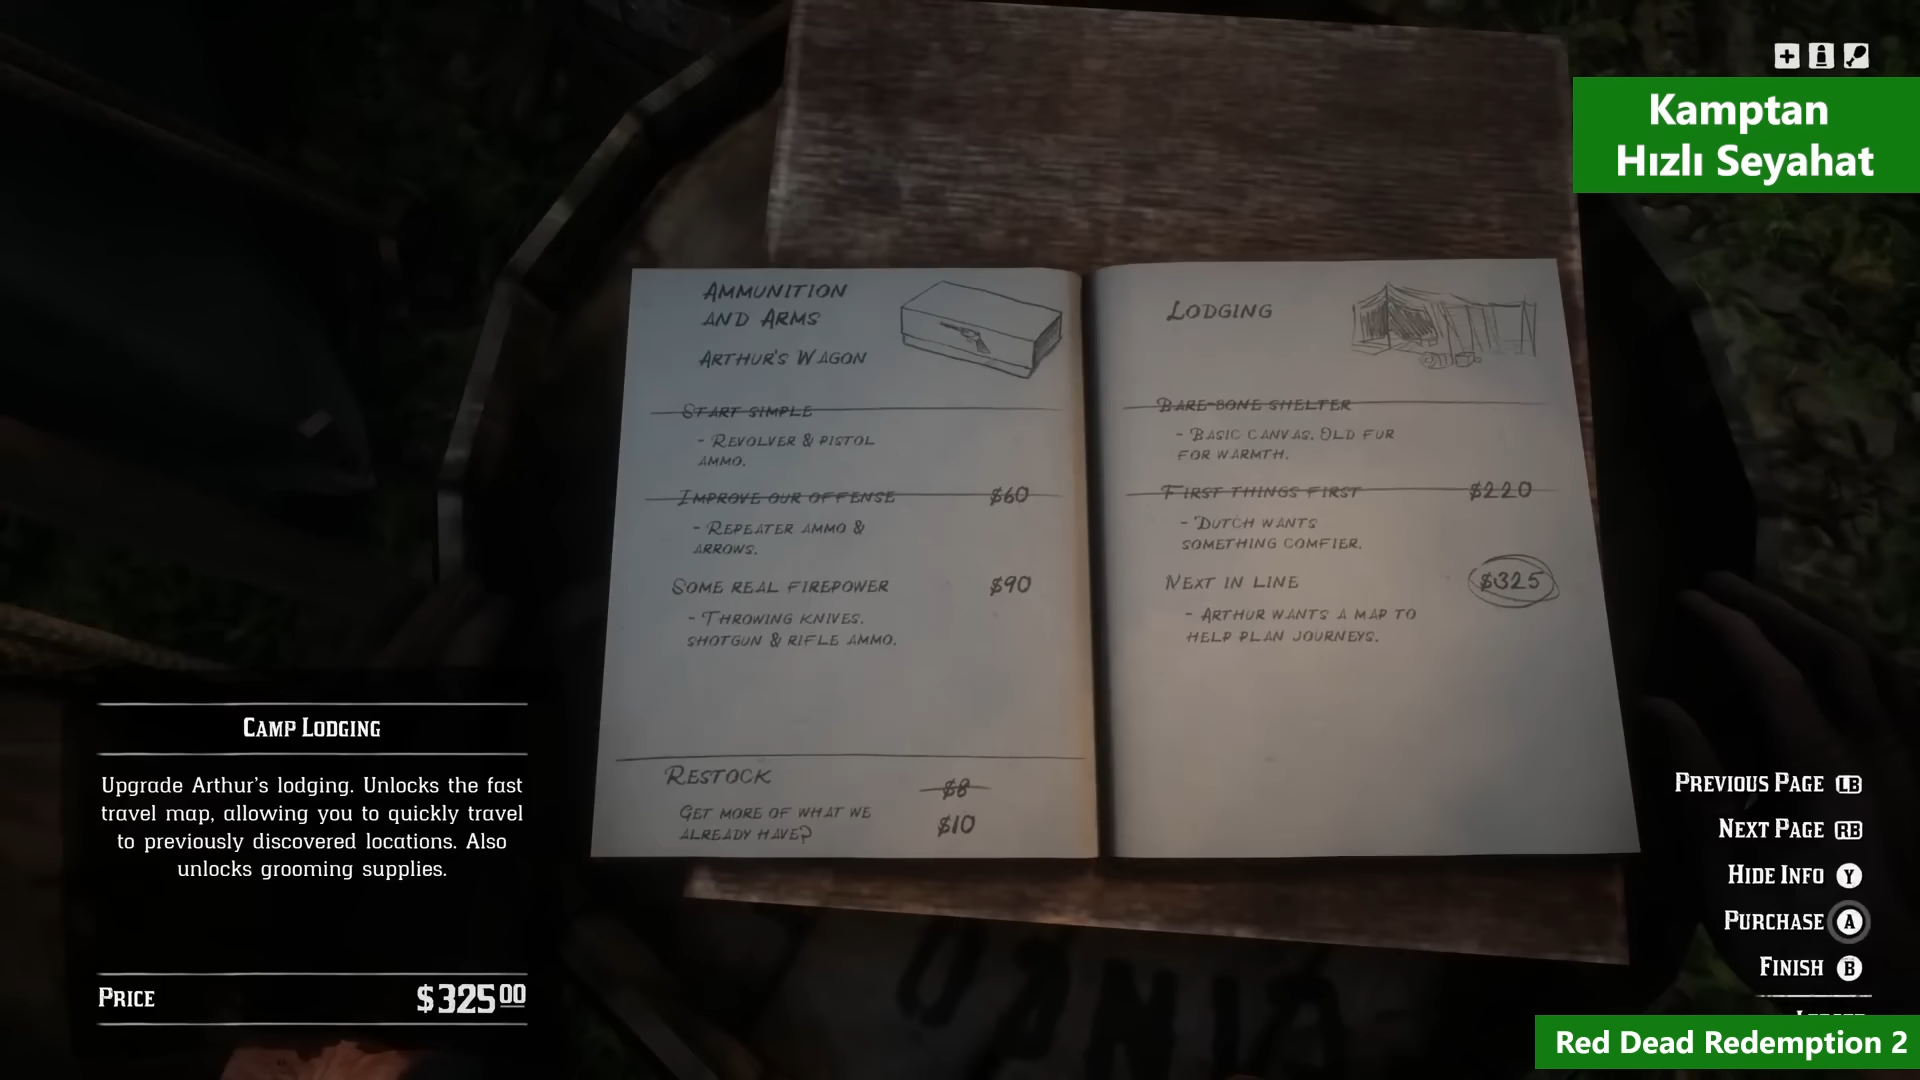 Kamptan
Hızlı Seyahat
AMMUNITION
AND ARMS
ARTHUR'S WAGON
START SIMPLE
- REVOLVER & PISTOL
AMMO.
IMPROVE OUR OFFENSE $60
- REPEATER AMMO &
ARROWS.
SOME REAL FIREPOWER $90
- THROWING KNIVES.
SHOTGUN & RIFLE AMMO.
RESTOCK $8
GET MORE OF WHAT WE
ALREADY HAVE? $10
LODGING
BARE-BONE SHELTER
- BASIC CANVAS. OLD FUR
FOR WARMTH.
FIRST THINGS FIRST $220
- DUTCH WANTS
SOMETHING COMFIER.
NEXT IN LINE $325
- ARTHUR WANTS A MAP TO
HELP PLAN JOURNEYS.
CAMP LODGING
Upgrade Arthur's lodging. Unlocks the fast
travel map, allowing you to quickly travel
to previously discovered locations. Also
unlocks grooming supplies.
PRICE $325 00
PREVIOUS PAGE LB
NEXT PAGE RB
HIDE INFO Y
PURCHASE A
FINISH B
Red Dead Redemption 2